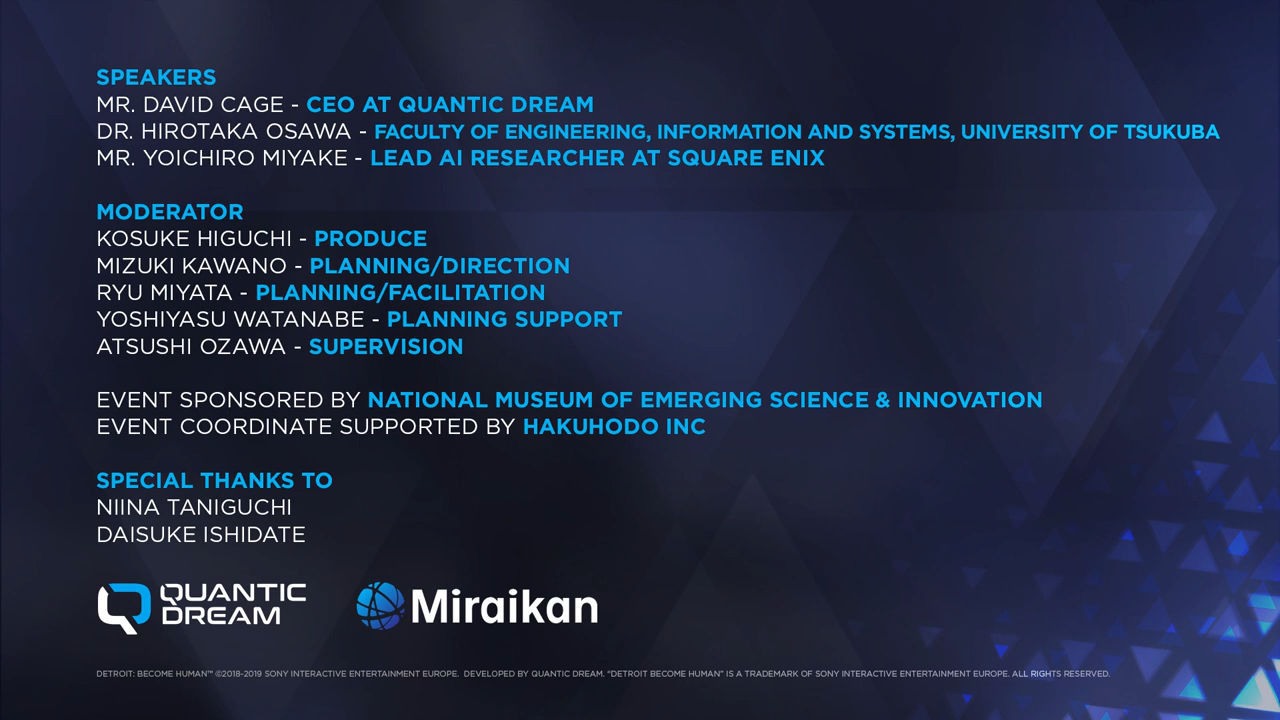 SPEAKERS
MR. DAVID CAGE - CEO AT QUANTIC DREAM
DR. HIROTAKA OSAWA - FACULTY OF ENGINEERING, INFORMATION AND SYSTEMS, UNIVERSITY OF TSUKUBA
MR. YOICHIRO MIYAKE - LEAD AI RESEARCHER AT SQUARE ENIX
MODERATOR
KOSUKE HIGUCHI - PRODUCE
MIZUKI KAWANO - PLANNING/DIRECTION
RYU MIYATA - PLANNING/FACILITATION
YOSHIYASU WATANABE - PLANNING SUPPORT
ATSUSHI OZAWA - SUPERVISION
EVENT SPONSORED BY NATIONAL MUSEUM OF EMERGING SCIENCE & INNOVATION
EVENT COORDINATE SUPPORTED BY HAKUHODO INC
SPECIAL THANKS TO
NIINA TANIGUCHI
DAISUKE ISHIDATE
QUANTIC
DREAM
Miraikan
DETROIT: BECOME HUMAN™ ©2018-2019 SONY INTERACTIVE ENTERTAINMENT EUROPE. DEVELOPED BY QUANTIC DREAM. "DETROIT BECOME HUMAN" IS A TRADEMARK OF SONY INTERACTIVE ENTERTAINMENT EUROPE. ALL RIGHTS RESERVED.